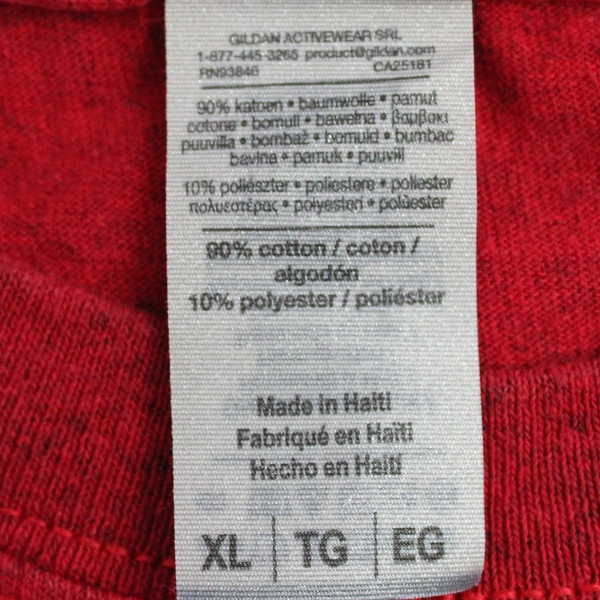 GILDAN ACTIVEWEAR SRL
1-877-445-3265 product@gildan.com
RN93846 CA25181
90% katoen • baumwolle • pamut
cotone • bomull • bawełna • βαμβακι
puuvilla • bombaž • bomuld • bumbac
bavlna • pamuk • puuvill
10% poliészter • poliestere • poliester
πολυεστέρας • polyesteri • polüester
90% cotton / coton /
algodón
10% polyester / poliéster
Made in Haiti
Fabriqué en Haïti
Hecho en Haití
XL | TG | EG